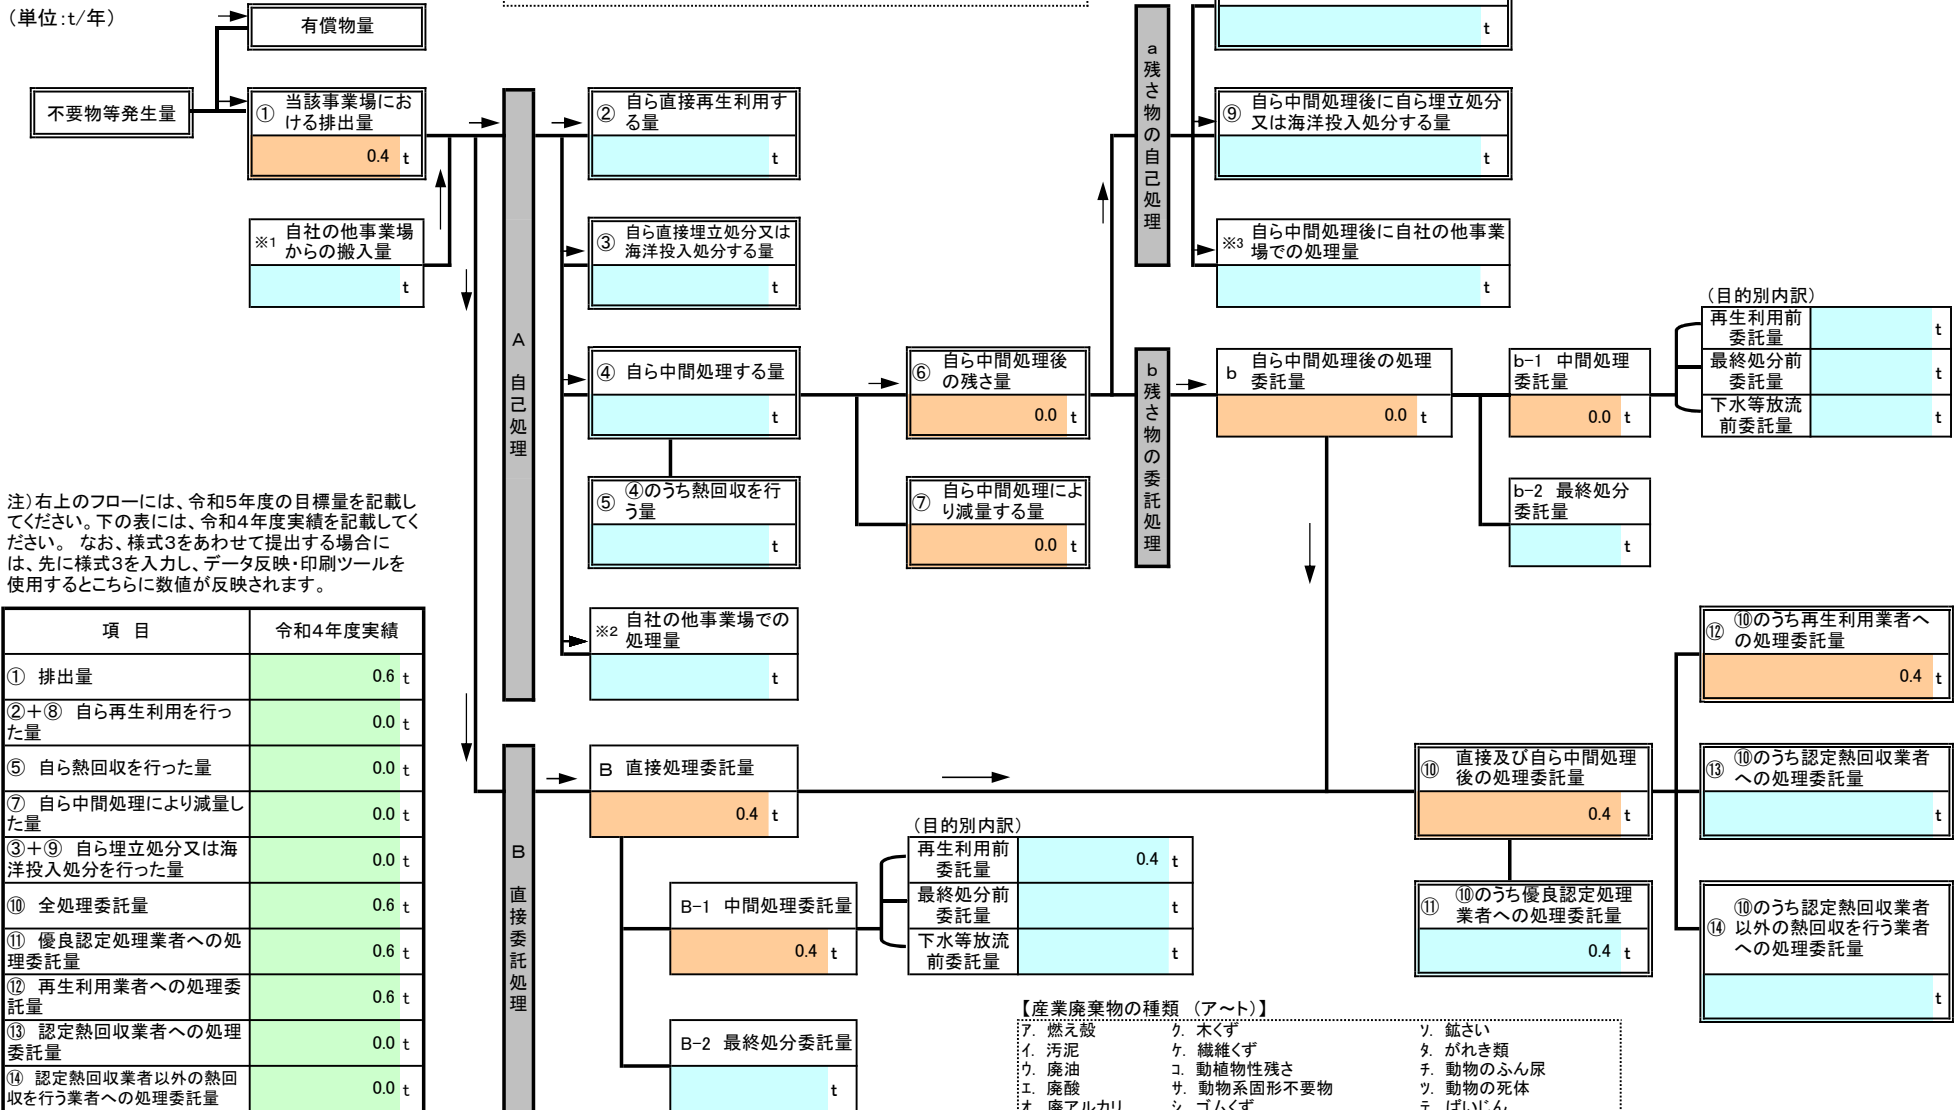 （単位:t/年）
有償物量
t
不要物等発生量
① 当該事業場にお
ける排出量
0.4 t
※1 自社の他事業場
からの搬入量
t
A 自己処理
② 自ら直接再生利用す
る量
t
③ 自ら直接埋立処分又は
海洋投入処分する量
t
④ 自ら中間処理する量
t
⑤ ④のうち熱回収を行
う量
t
※2 自社の他事業場での
処理量
t
⑥ 自ら中間処理後
の残さ量
0.0 t
⑦ 自ら中間処理によ
り減量する量
0.0 t
a 残さ物の自己処理
⑨ 自ら中間処理後に自ら埋立処分
又は海洋投入処分する量
t
※3 自ら中間処理後に自社の他事業
場での処理量
t
b 残さ物の委託処理
b 自ら中間処理後の処理
委託量
0.0 t
b-1 中間処理
委託量
0.0 t
b-2 最終処分
委託量
t
（目的別内訳）
再生利用前
委託量
t
最終処分前
委託量
t
下水等放流
前委託量
t
注）右上のフローには、令和５年度の目標量を記載し
てください。下の表には、令和４年度実績を記載してく
ださい。 なお、様式３をあわせて提出する場合に
は、先に様式３を入力し、データ反映・印刷ツールを
使用するとこちらに数値が反映されます。
項 目 令和４年度実績
① 排出量 0.6 t
②＋⑧ 自ら再生利用を行っ
た量
0.0 t
⑤ 自ら熱回収を行った量 0.0 t
⑦ 自ら中間処理により減量し
た量
0.0 t
③＋⑨ 自ら埋立処分又は海
洋投入処分を行った量
0.0 t
⑩ 全処理委託量 0.6 t
⑪ 優良認定処理業者への処
理委託量
0.6 t
⑫ 再生利用業者への処理委
託量
0.6 t
⑬ 認定熱回収業者への処理
委託量
0.0 t
⑭ 認定熱回収業者以外の熱回
収を行う業者への処理委託量
0.0 t
B 直接委託処理
B 直接処理委託量
0.4 t
B-1 中間処理委託量
0.4 t
B-2 最終処分委託量
t
（目的別内訳）
再生利用前
委託量
0.4 t
最終処分前
委託量
t
下水等放流
前委託量
t
⑩ 直接及び自ら中間処理
後の処理委託量
0.4 t
⑪ ⑩のうち優良認定処理
業者への処理委託量
0.4 t
⑫ ⑩のうち再生利用業者へ
の処理委託量
0.4 t
⑬ ⑩のうち認定熱回収業者
への処理委託量
t
⑭ ⑩のうち認定熱回収業者
以外の熱回収を行う業者
への処理委託量
t
【産業廃棄物の種類 （ア～ト）】
ｱ. 燃え殻 ｸ. 木くず ｿ. 鉱さい
ｲ. 汚泥 ｹ. 繊維くず ﾀ. がれき類
ｳ. 廃油 ｺ. 動植物性残さ ﾁ. 動物のふん尿
ｴ. 廃酸 ｻ. 動物系固形不要物 ﾂ. 動物の死体
ｵ. 廃アルカリ ｼ. ゴムくず ﾃ. ばいじん